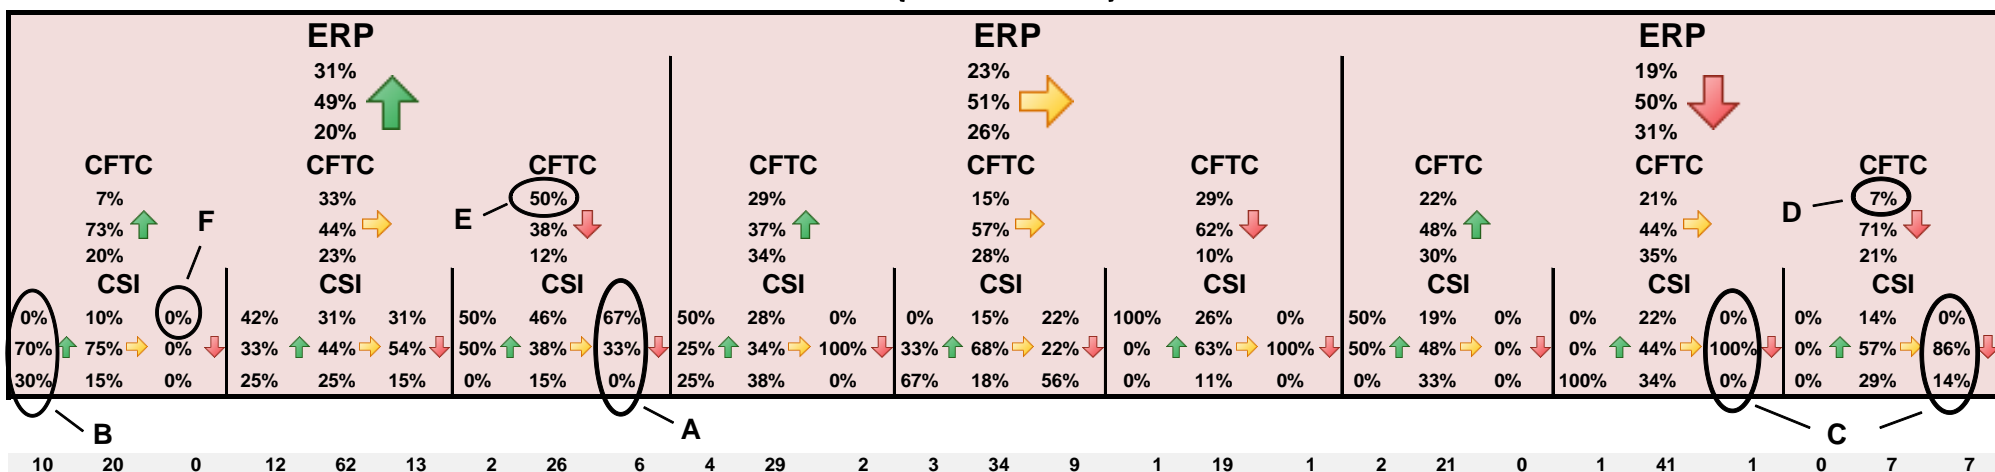 ERP ERP ERP
31% 23% 19%
49% 51% 50%
20% 26% 31%
CFTC CFTC CFTC CFTC CFTC CFTC CFTC CFTC CFTC
7% 33% 50% 29% 15% 29% 22% 21% 7%
F E D
73% 44% 38% 37% 57% 62% 48% 44% 71%
20% 23% 12% 34% 28% 10% 30% 35% 21%
CSI CSI CSI CSI CSI CSI CSI CSI CSI
0% 10% 0% 42% 31% 31% 50% 46% 67% 50% 28% 0% 0% 15% 22% 100% 26% 0% 50% 19% 0% 0% 22% 0% 0% 14% 0%
70% 75% 0% 33% 44% 54% 50% 38% 33% 25% 34% 100% 33% 68% 22% 0% 63% 100% 50% 48% 0% 0% 44% 100% 0% 57% 86%
30% 15% 0% 25% 25% 15% 0% 15% 0% 25% 38% 0% 67% 18% 56% 0% 11% 0% 0% 33% 0% 100% 34% 0% 0% 29% 14%
B A C
10 20 0 12 62 13 2 26 6 4 29 2 3 34 9 1 19 1 2 21 0 1 41 1 0 7 7